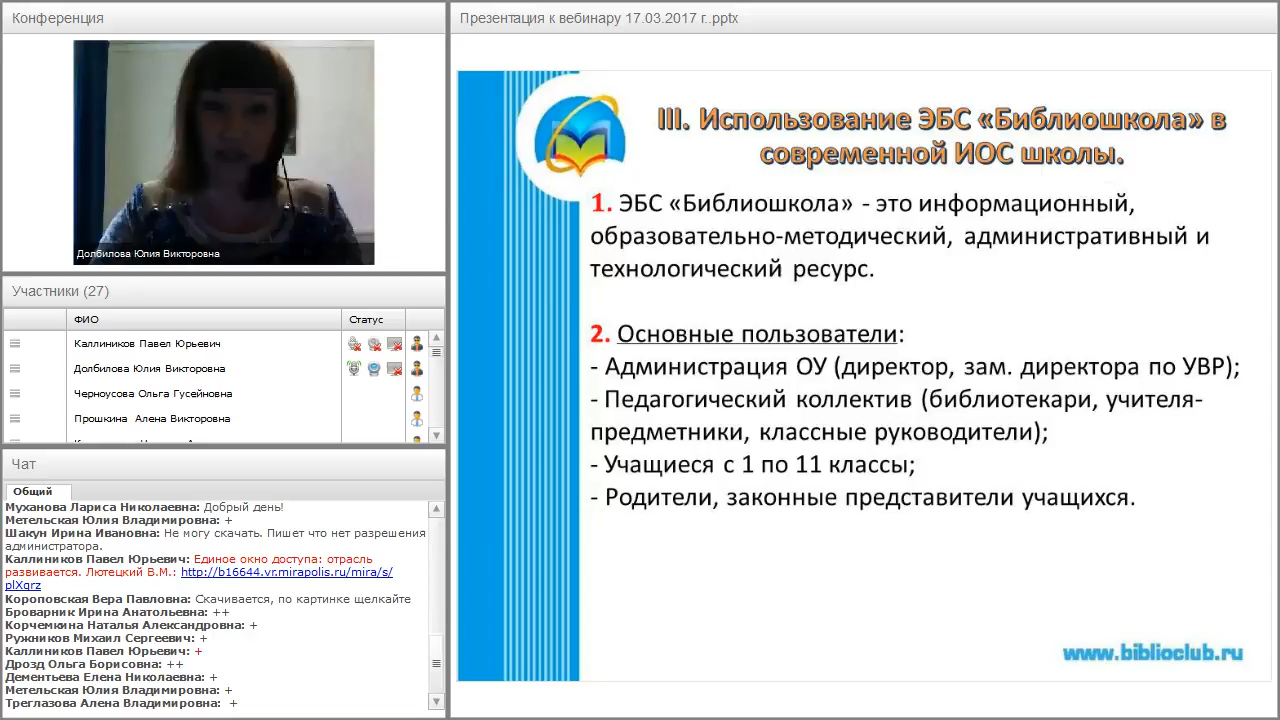 Конференция
Долбилова Юлия Викторовна
Участники (27)
ФИО
Статус
Каллиников Павел Юрьевич
Долбилова Юлия Викторовна
Черноусова Ольга Гусейновна
Прошкина Алена Викторовна
Чат
Общий
Муханова Лариса Николаевна: Добрый день!
Метельская Юлия Владимировна: +
Шакун Ирина Ивановна: Не могу скачать. Пишет что нет разрешения
администратора.
Каллиников Павел Юрьевич: Единое окно доступа: отрасль
развивается. Лютецкий В.М.: http://b16644.vr.mirapolis.ru/mira/s/
plXqrz
Короповская Вера Павловна: Скачивается, по картинке щелкайте
Броварник Ирина Анатольевна: ++
Корчемкина Наталья Александровна: +
Ружников Михаил Сергеевич: +
Каллиников Павел Юрьевич: +
Дрозд Ольга Борисовна: ++
Дементьева Елена Николаевна: +
Метельская Юлия Владимировна: +
Треглазова Алена Владимировна: +
Презентация к вебинару 17.03.2017 г..pptx
III. Использование ЭБС «Библиошкола» в
современной ИОС школы.
1. ЭБС «Библиошкола» - это информационный,
образовательно-методический, административный и
технологический ресурс.
2. Основные пользователи:
- Администрация ОУ (директор, зам. директора по УВР);
- Педагогический коллектив (библиотекари, учителя-
предметники, классные руководители);
- Учащиеся с 1 по 11 классы;
- Родители, законные представители учащихся.
www.biblioclub.ru